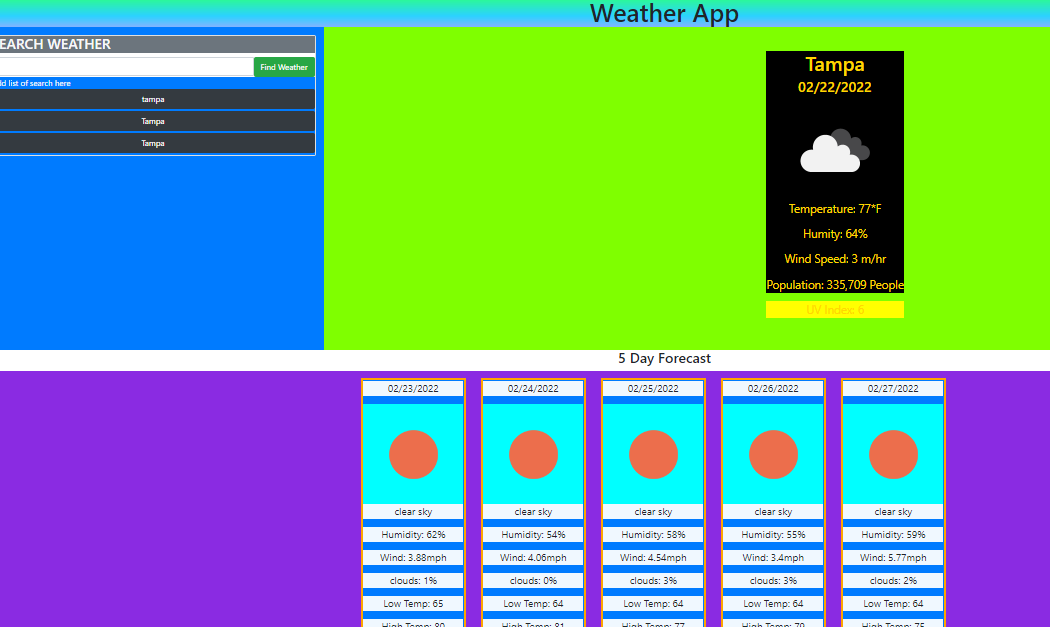 Weather App
EARCH WEATHER
Find Weather
ld list of search here
tampa
Tampa
Tampa
Tampa
02/22/2022
Temperature: 77*F
Humity: 64%
Wind Speed: 3 m/hr
Population: 335,709 People
UV Index: 6
5 Day Forecast
02/23/2022 02/24/2022 02/25/2022 02/26/2022 02/27/2022
clear sky clear sky clear sky clear sky clear sky
Humidity: 62% Humidity: 54% Humidity: 58% Humidity: 55% Humidity: 59%
Wind: 3.88mph Wind: 4.06mph Wind: 4.54mph Wind: 3.4mph Wind: 5.77mph
clouds: 1% clouds: 0% clouds: 3% clouds: 3% clouds: 2%
Low Temp: 65 Low Temp: 64 Low Temp: 64 Low Temp: 64 Low Temp: 64
High Temp: 80 High Temp: 81 High Temp: 77 High Temp: 79 High Temp: 75